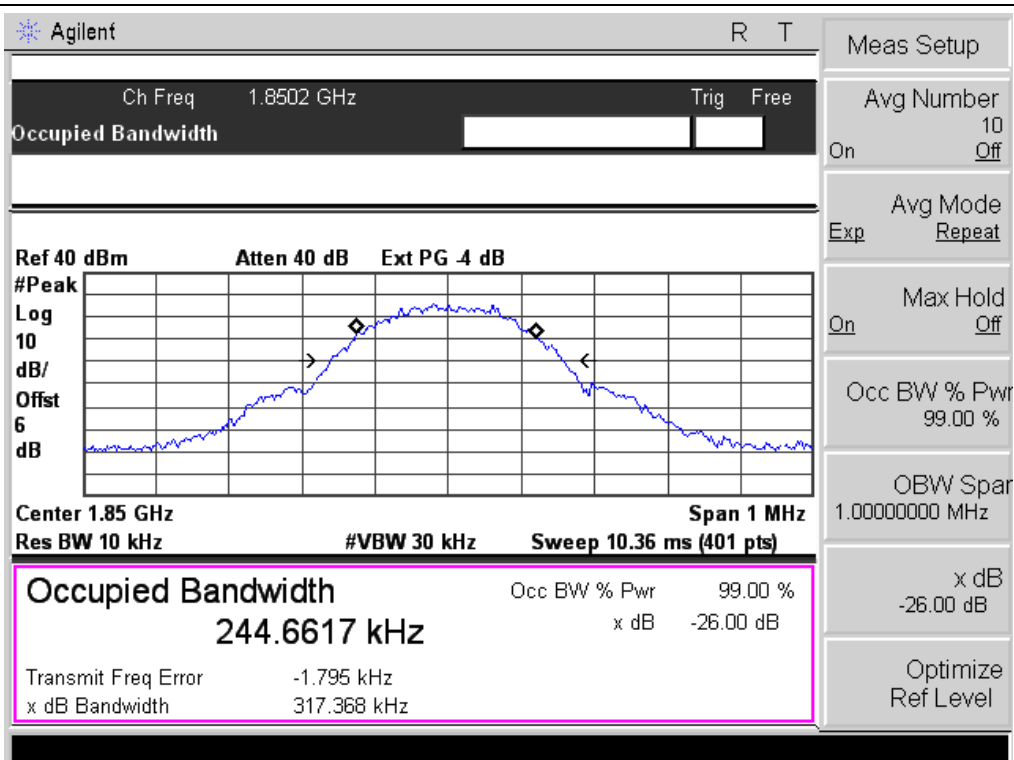 Agilent R T
Ch Freq 1.8502 GHz Trig Free
Occupied Bandwidth
Ref 40 dBm Atten 40 dB Ext PG -4 dB
#Peak
Log
10
dB/
Offst
6
dB
Center 1.85 GHz Span 1 MHz
Res BW 10 kHz #VBW 30 kHz Sweep 10.36 ms (401 pts)
Occupied Bandwidth Occ BW % Pwr 99.00 %
244.6617 kHz x dB -26.00 dB
Transmit Freq Error -1.795 kHz
x dB Bandwidth 317.368 kHz
Meas Setup
Avg Number
10
On Off
Avg Mode
Exp Repeat
Max Hold
On Off
Occ BW % Pwr
99.00 %
OBW Span
1.00000000 MHz
x dB
-26.00 dB
Optimize
Ref Level